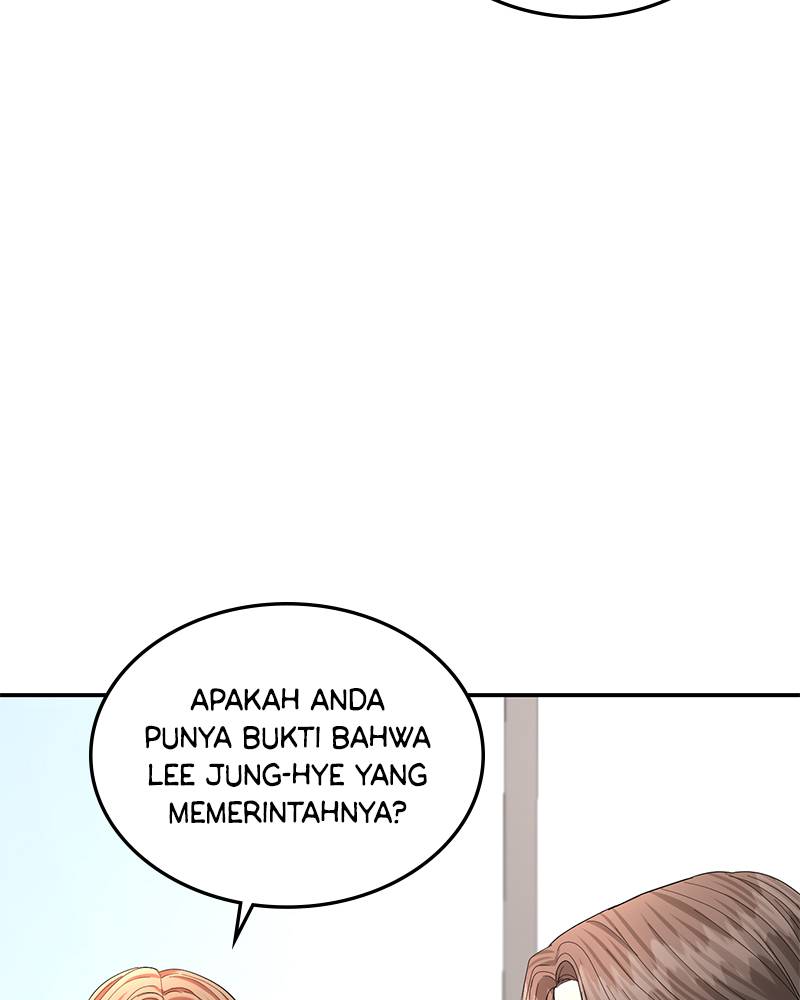 APAKAH ANDA
PUNYA BUKTI BAHWA
LEE JUNG-HYE YANG
MEMERINTAHNYA?